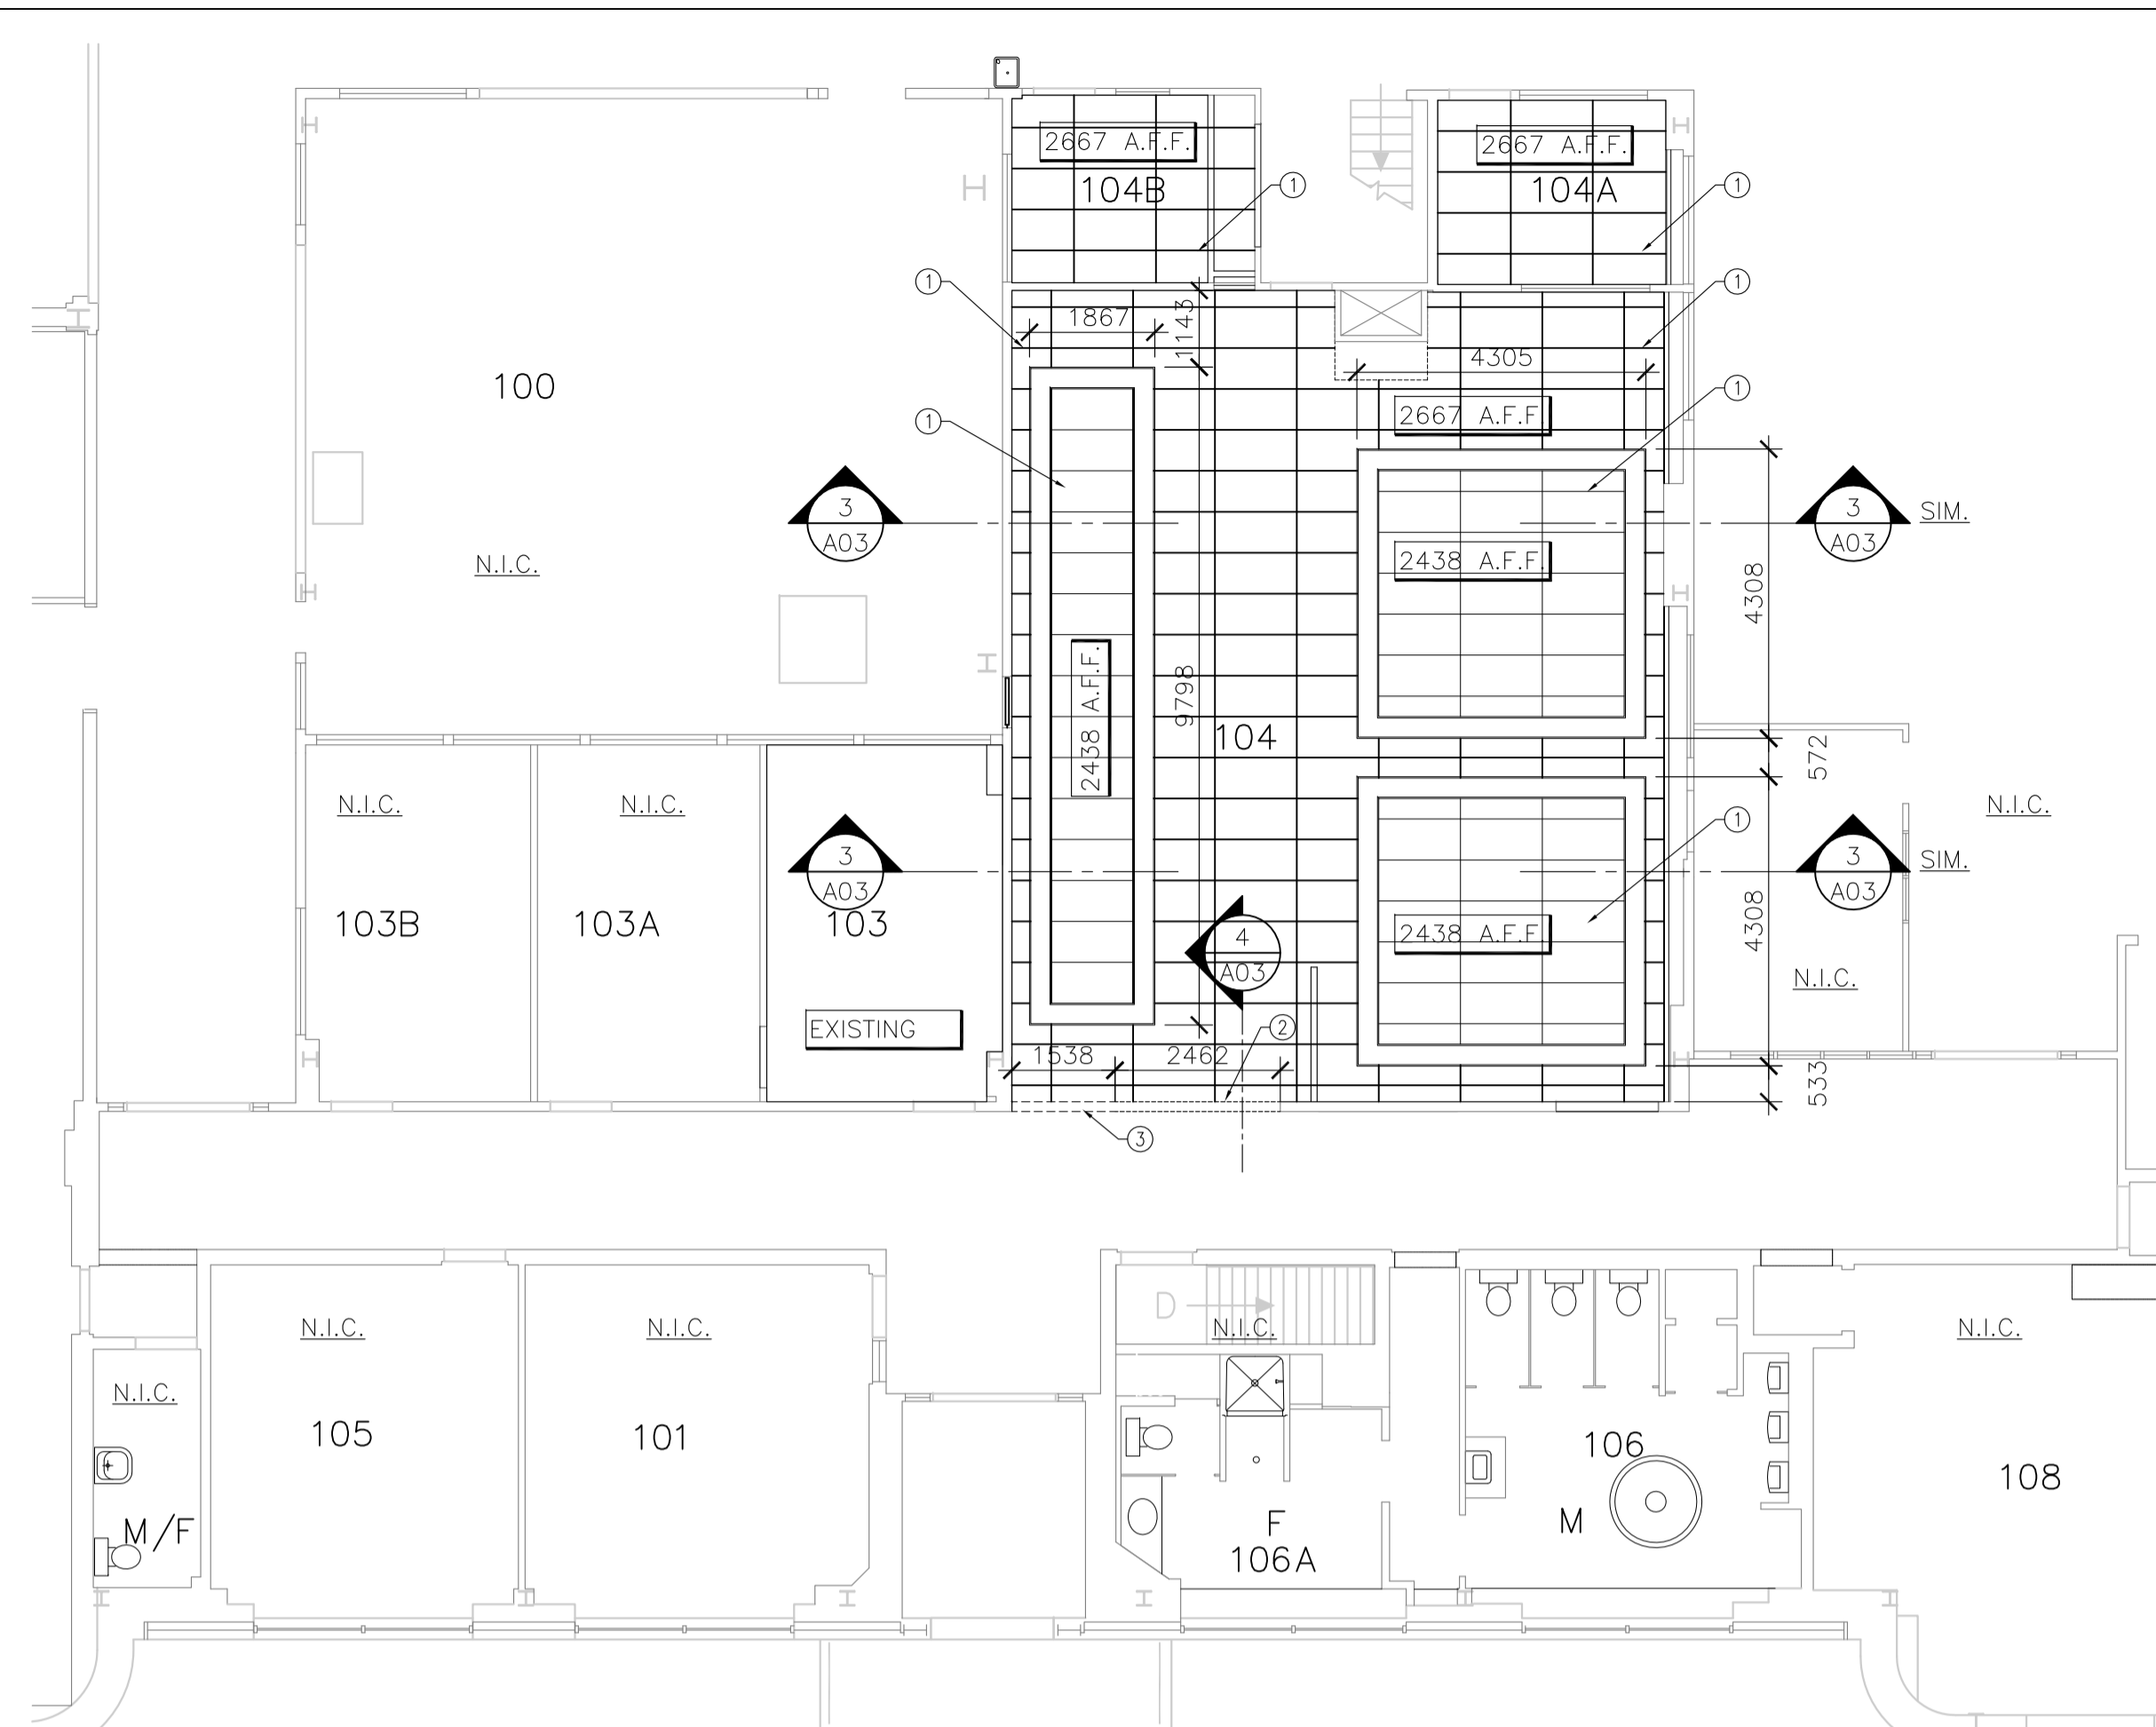 2667 A.F.F.
104B
1
2667 A.F.F.
104A
1
1
1867
1143
1
4305
1
100
2667 A.F.F
1
3
A03
3
A03
SIM.
N.I.C.
2438 A.F.F.
4308
2438 A.F.F.
9798
104
572
N.I.C.
N.I.C.
N.I.C.
1
3
A03
3
A03
SIM.
103B
103A
103
4
A03
2438 A.F.F.
4308
N.I.C.
EXISTING
2
1538
2462
533
3
N.I.C.
N.I.C.
D
N.I.C.
N.I.C.
N.I.C.
105
101
106
108
M/F
F
106A
M